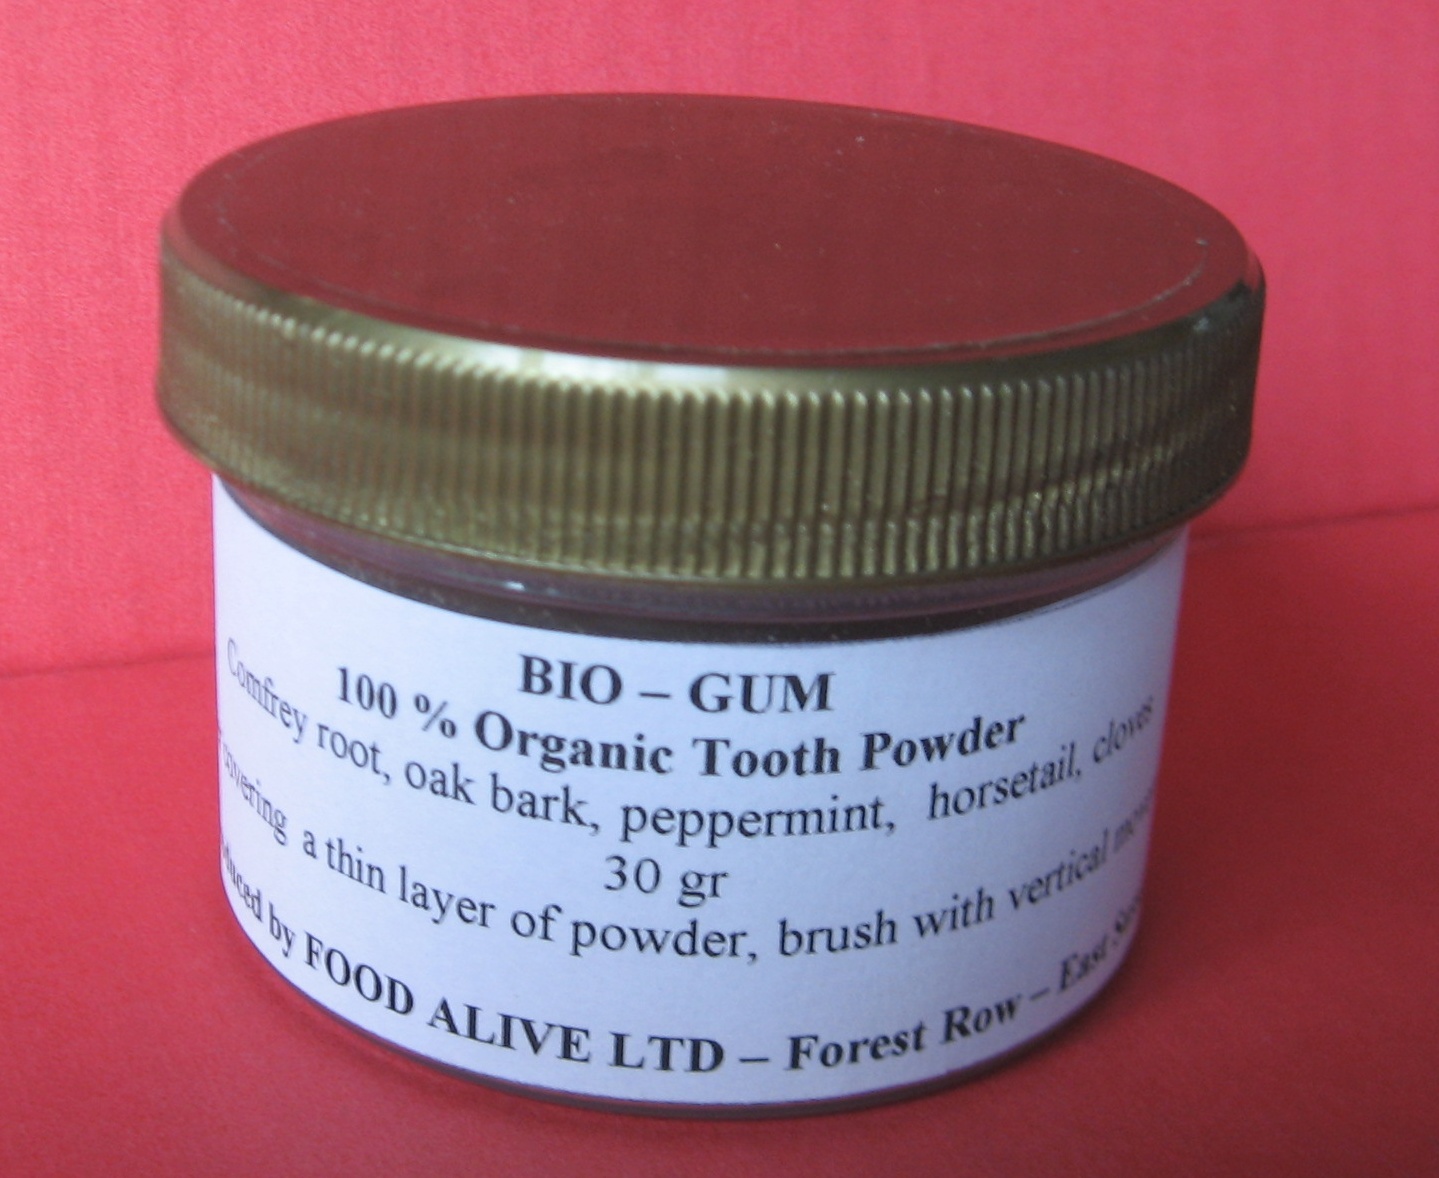 BIO – GUM
100 % Organic Tooth Powder
Comfrey root, oak bark, peppermint, horsetail, cloves
30 gr
covering a thin layer of powder, brush with vertical
by FOOD ALIVE LTD – Forest Row – East